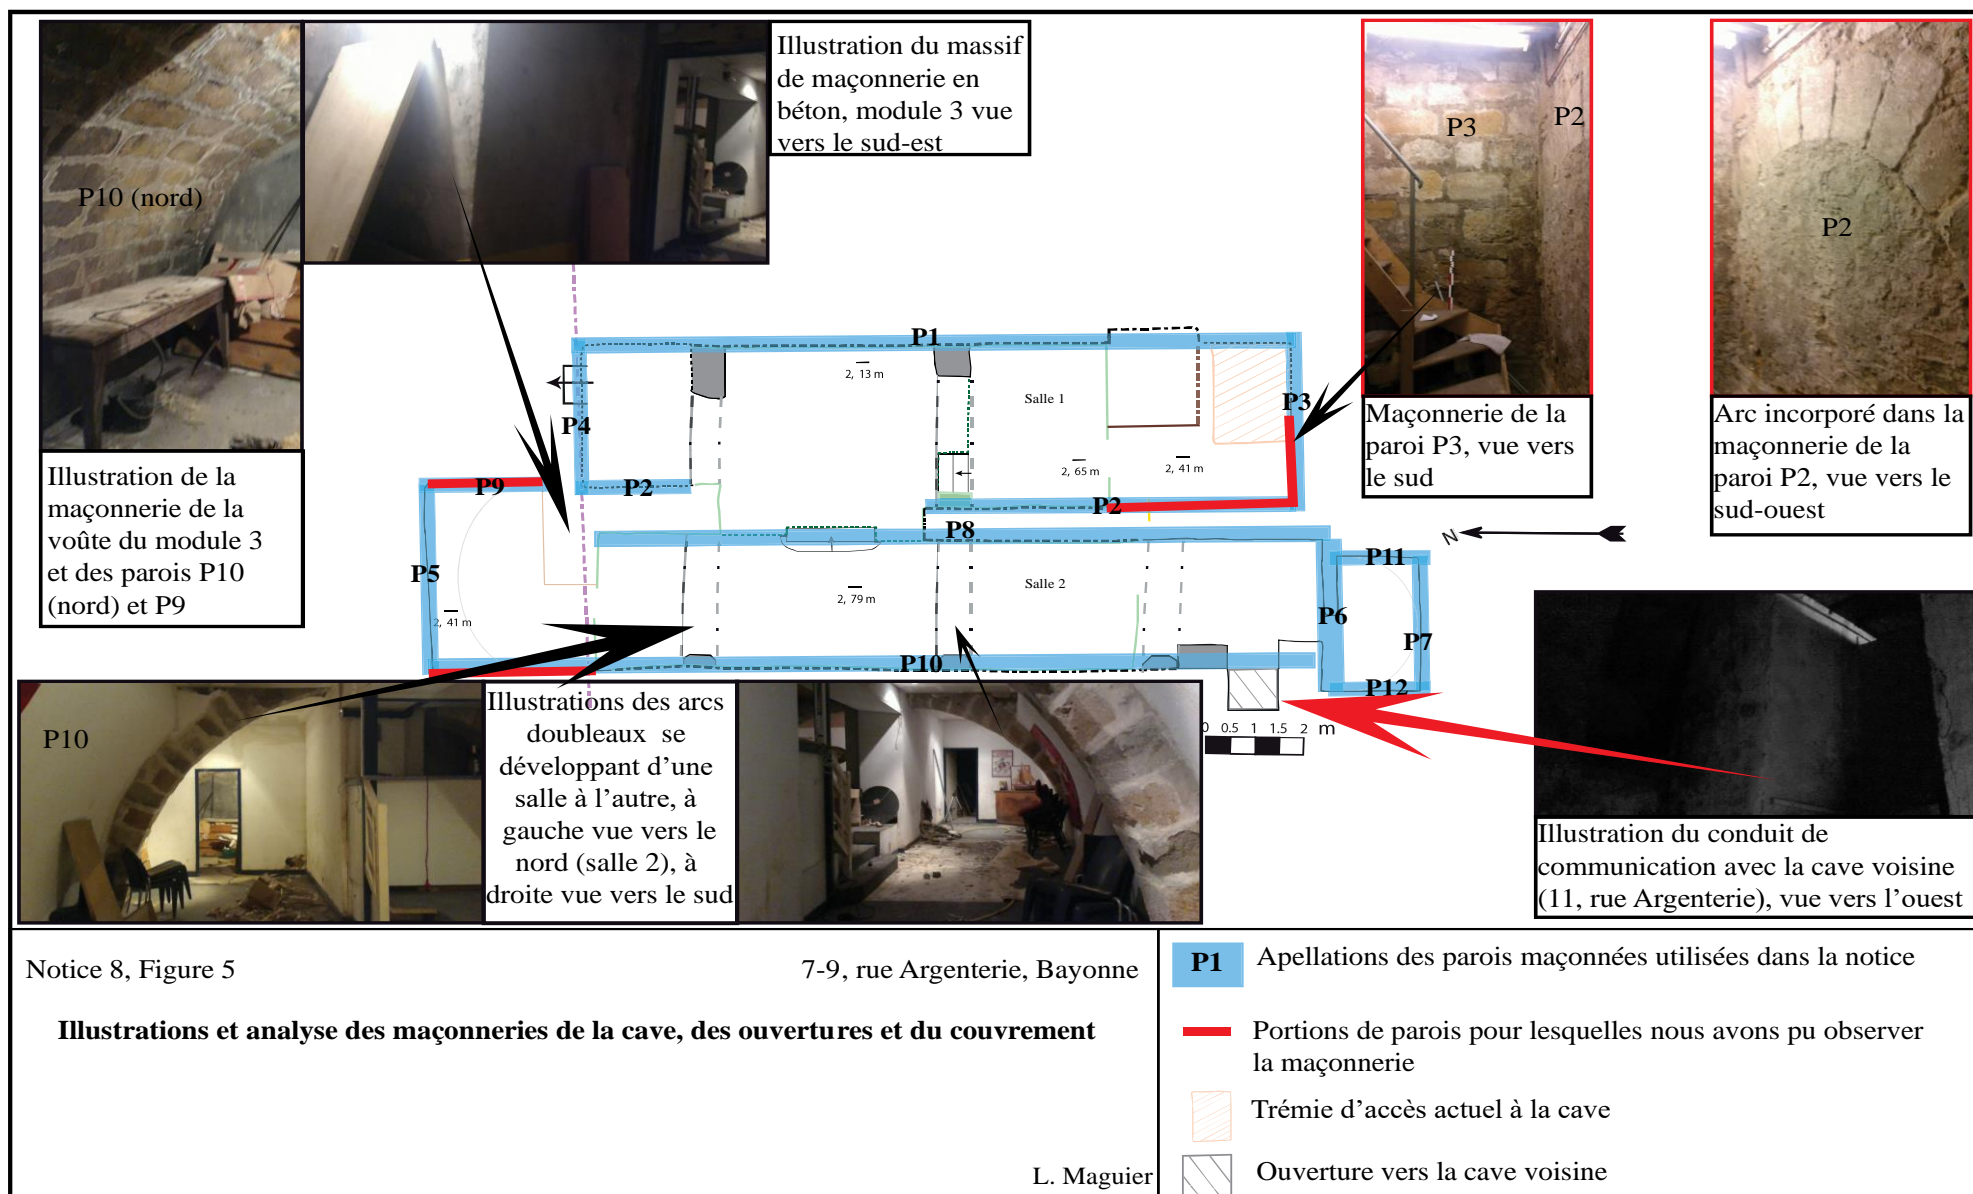 P10 (nord)
Illustration de la
maçonnerie de la
voûte du module 3
et des parois P10
(nord) et P9
Illustration du massif
de maçonnerie en
béton, module 3 vue
vers le sud-est
P3
P2
Maçonnerie de la
paroi P3, vue vers
le sud
P2
Arc incorporé dans la
maçonnerie de la
paroi P2, vue vers le
sud-ouest
P1
2, 13 m
Salle 1
P3
P4
2, 65 m
2, 41 m
P9
P2
P2
P8
N
P11
P5
Salle 2
2, 79 m
2, 41 m
P6
P7
P10
P12
0 0.5 1 1.5 2 m
P10
Illustrations des arcs
doubleaux se
développant d’une
salle à l’autre, à
gauche vue vers le
nord (salle 2), à
droite vue vers le sud
Illustration du conduit de
communication avec la cave voisine
(11, rue Argenterie), vue vers l’ouest
Notice 8, Figure 5
7-9, rue Argenterie, Bayonne
Illustrations et analyse des maçonneries de la cave, des ouvertures et du couvrement
L. Maguier
P1 Apellations des parois maçonnées utilisées dans la notice
Portions de parois pour lesquelles nous avons pu observer
la maçonnerie
Trémie d’accès actuel à la cave
Ouverture vers la cave voisine